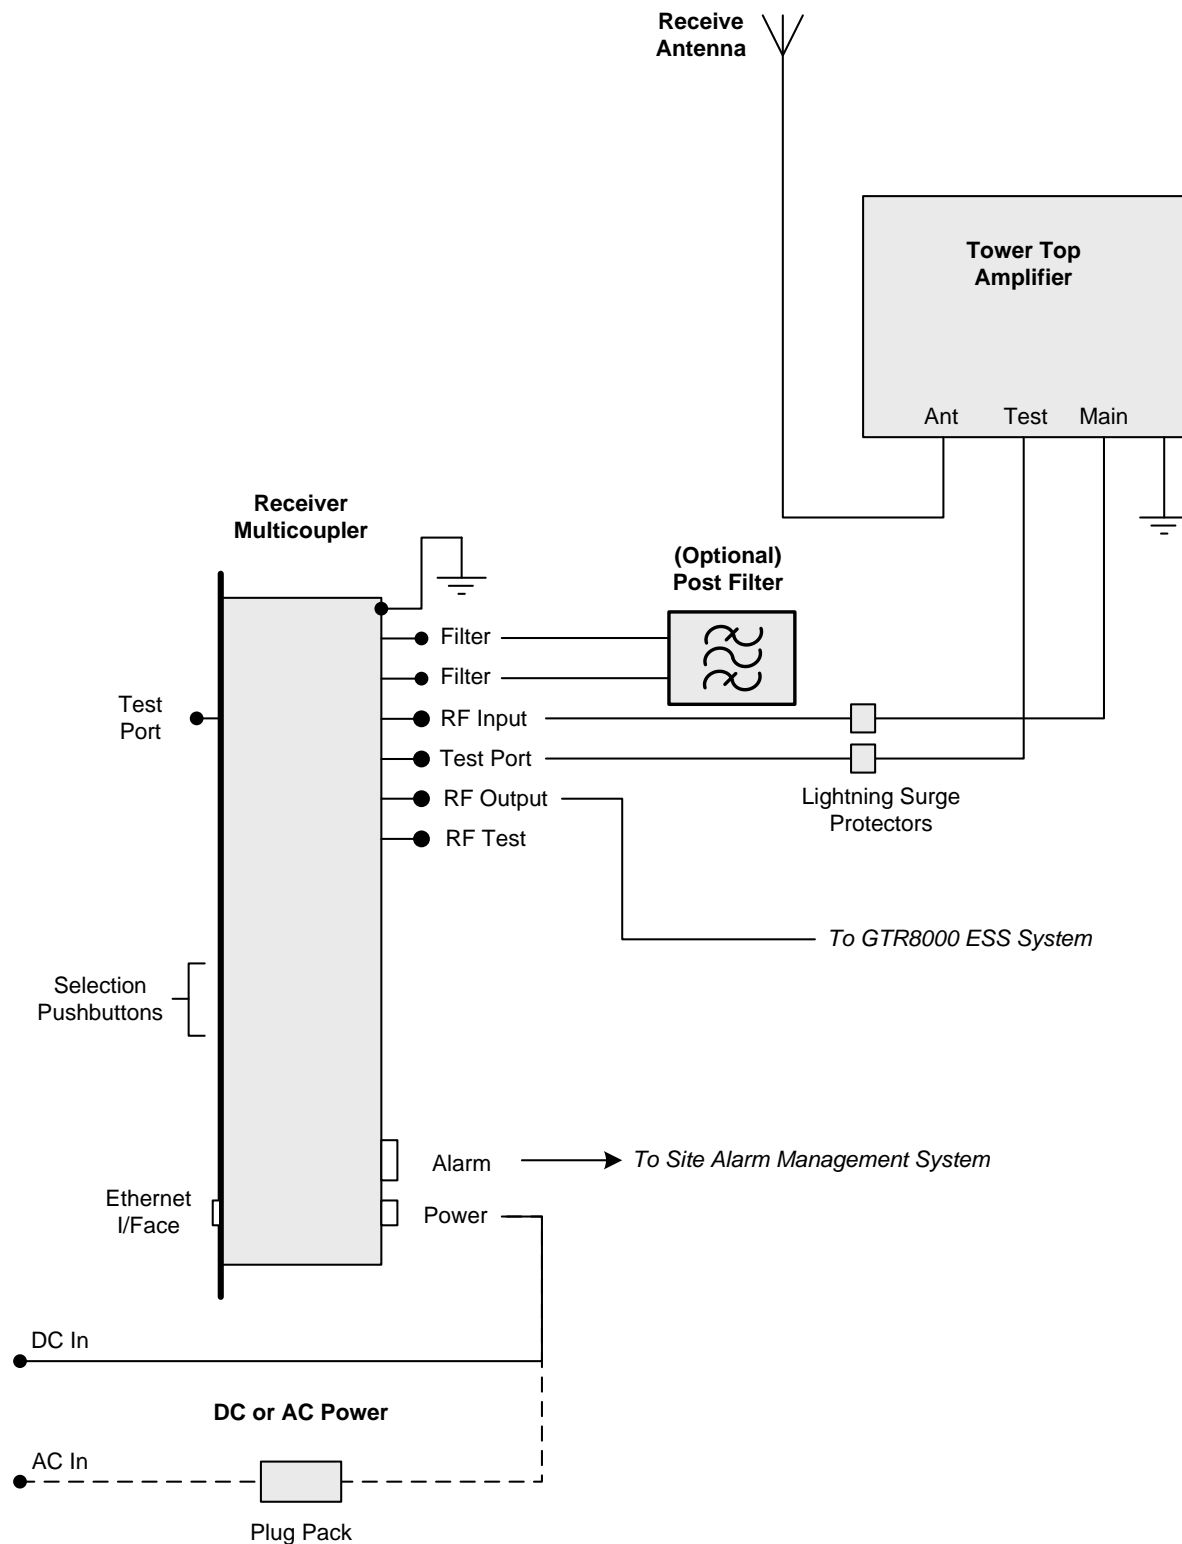 Receive
Antenna
Tower Top
Amplifier
Ant Test Main
Receiver
Multicoupler
(Optional)
Post Filter
Filter
Filter
Test
Port
RF Input
Test Port
RF Output
RF Test
Lightning Surge
Protectors
To GTR8000 ESS System
Selection
Pushbuttons
Alarm
To Site Alarm Management System
Ethernet
I/Face
Power
DC In
DC or AC Power
AC In
Plug Pack